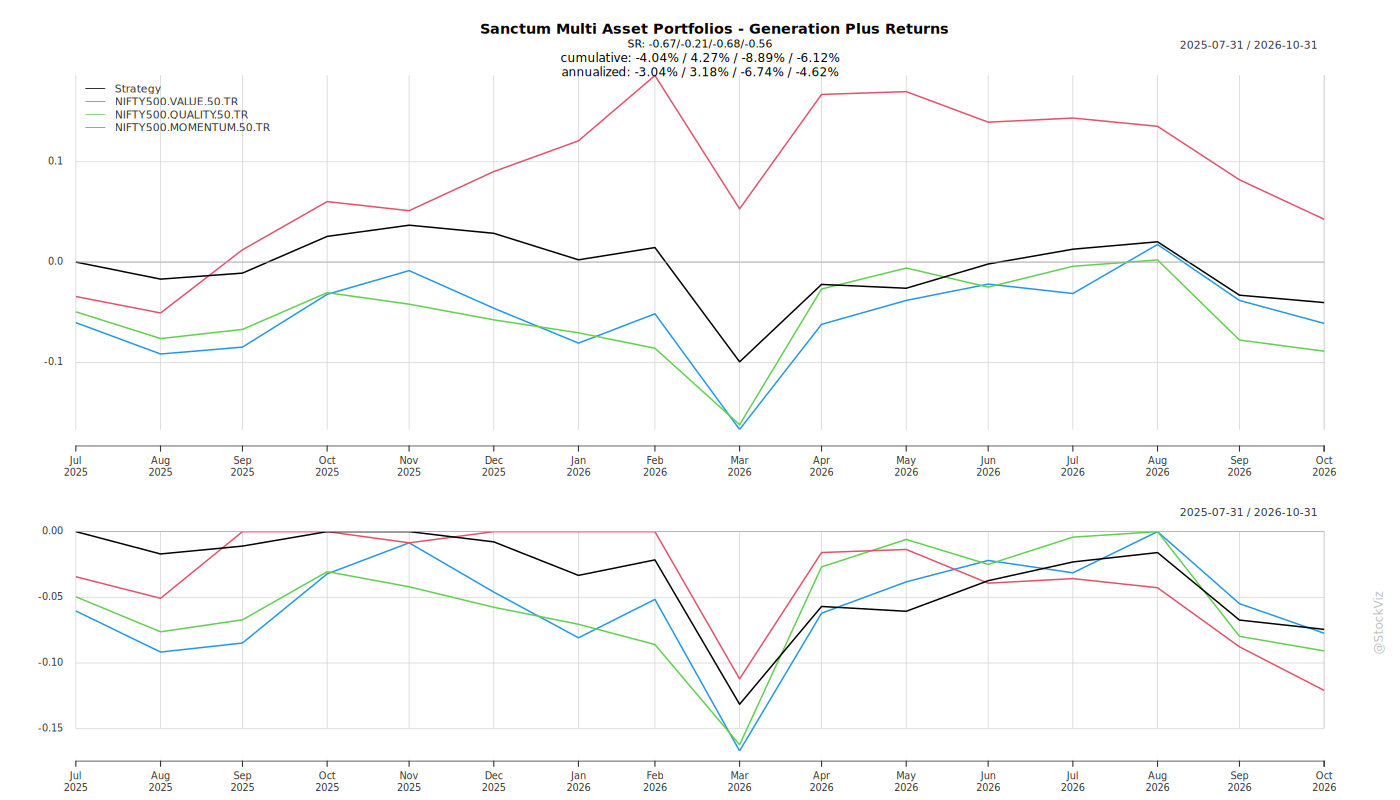 Sanctum Multi Asset Portfolios - Generation Plus Returns
SR: -0.67/-0.21/-0.68/-0.56
cumulative: -4.04% / 4.27% / -8.89% / -6.12%
annualized: -3.04% / 3.18% / -6.74% / -4.62%
2025-07-31 / 2026-10-31
Strategy
NIFTY500.VALUE.50.TR
NIFTY500.QUALITY.50.TR
NIFTY500.MOMENTUM.50.TR
0.1
0.0
-0.1
Jul Aug Sep Oct Nov Dec Jan Feb Mar Apr May Jun Jul Aug Sep Oct
2025 2025 2025 2025 2025 2025 2026 2026 2026 2026 2026 2026 2026 2026 2026 2026
2025-07-31 / 2026-10-31
0.00
-0.05
-0.10
-0.15
Jul Aug Sep Oct Nov Dec Jan Feb Mar Apr May Jun Jul Aug Sep Oct
2025 2025 2025 2025 2025 2025 2026 2026 2026 2026 2026 2026 2026 2026 2026 2026
@StockViz